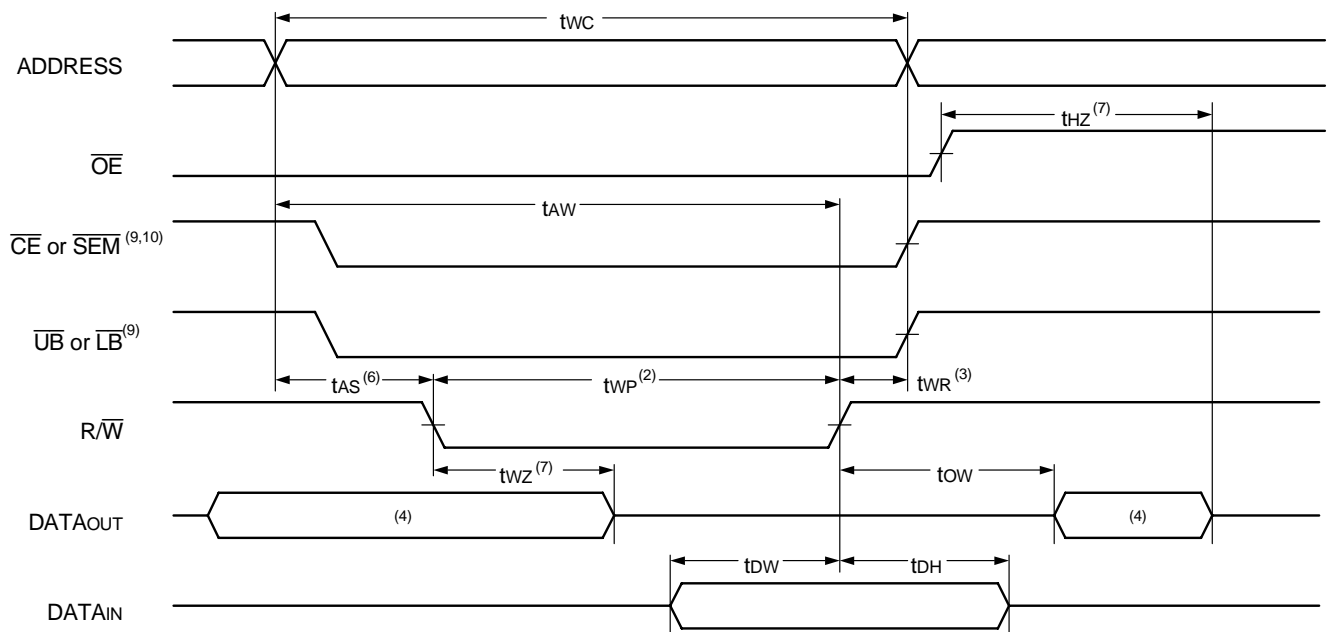 tWC
ADDRESS
tHZ(7)
OE
tAW
CE or SEM (9,10)
UB or LB(9)
tAS(6)
tWP(2)
tWR(3)
R/W
tWZ(7)
tOW
DATAOUT
(4)
(4)
tDW
tDH
DATAIN